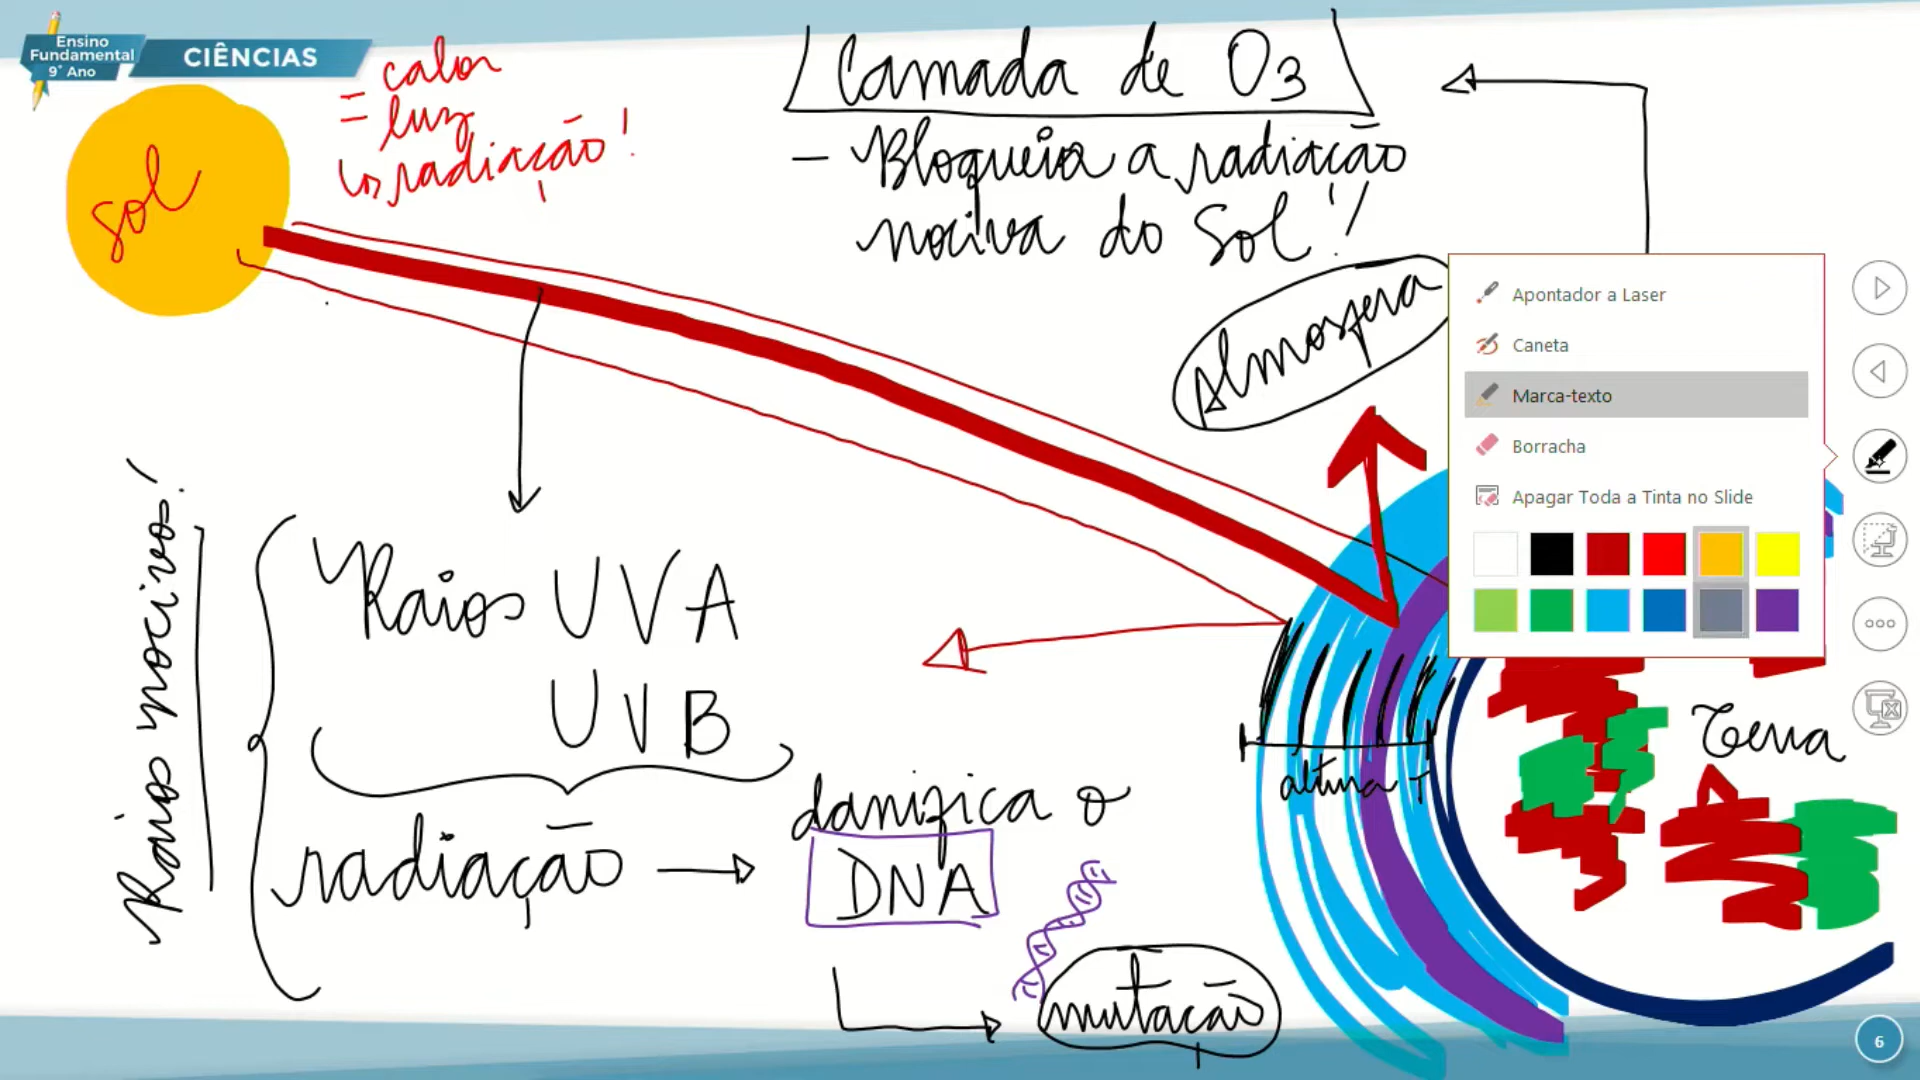 Ensino
Fundamental
9° Ano
CIÊNCIAS
= calor
= luz
↳ radiação!
sol
Camada de O3
- Bloqueia a radiação
nociva do Sol!!
Atmosfera
Apontador a Laser
Caneta
Marca-texto
Borracha
Apagar Toda a Tinta no Slide
Raios nocivos!
Raios UVA
UVB
radiação → danifica o
DNA
mutação
altura
Terra
6